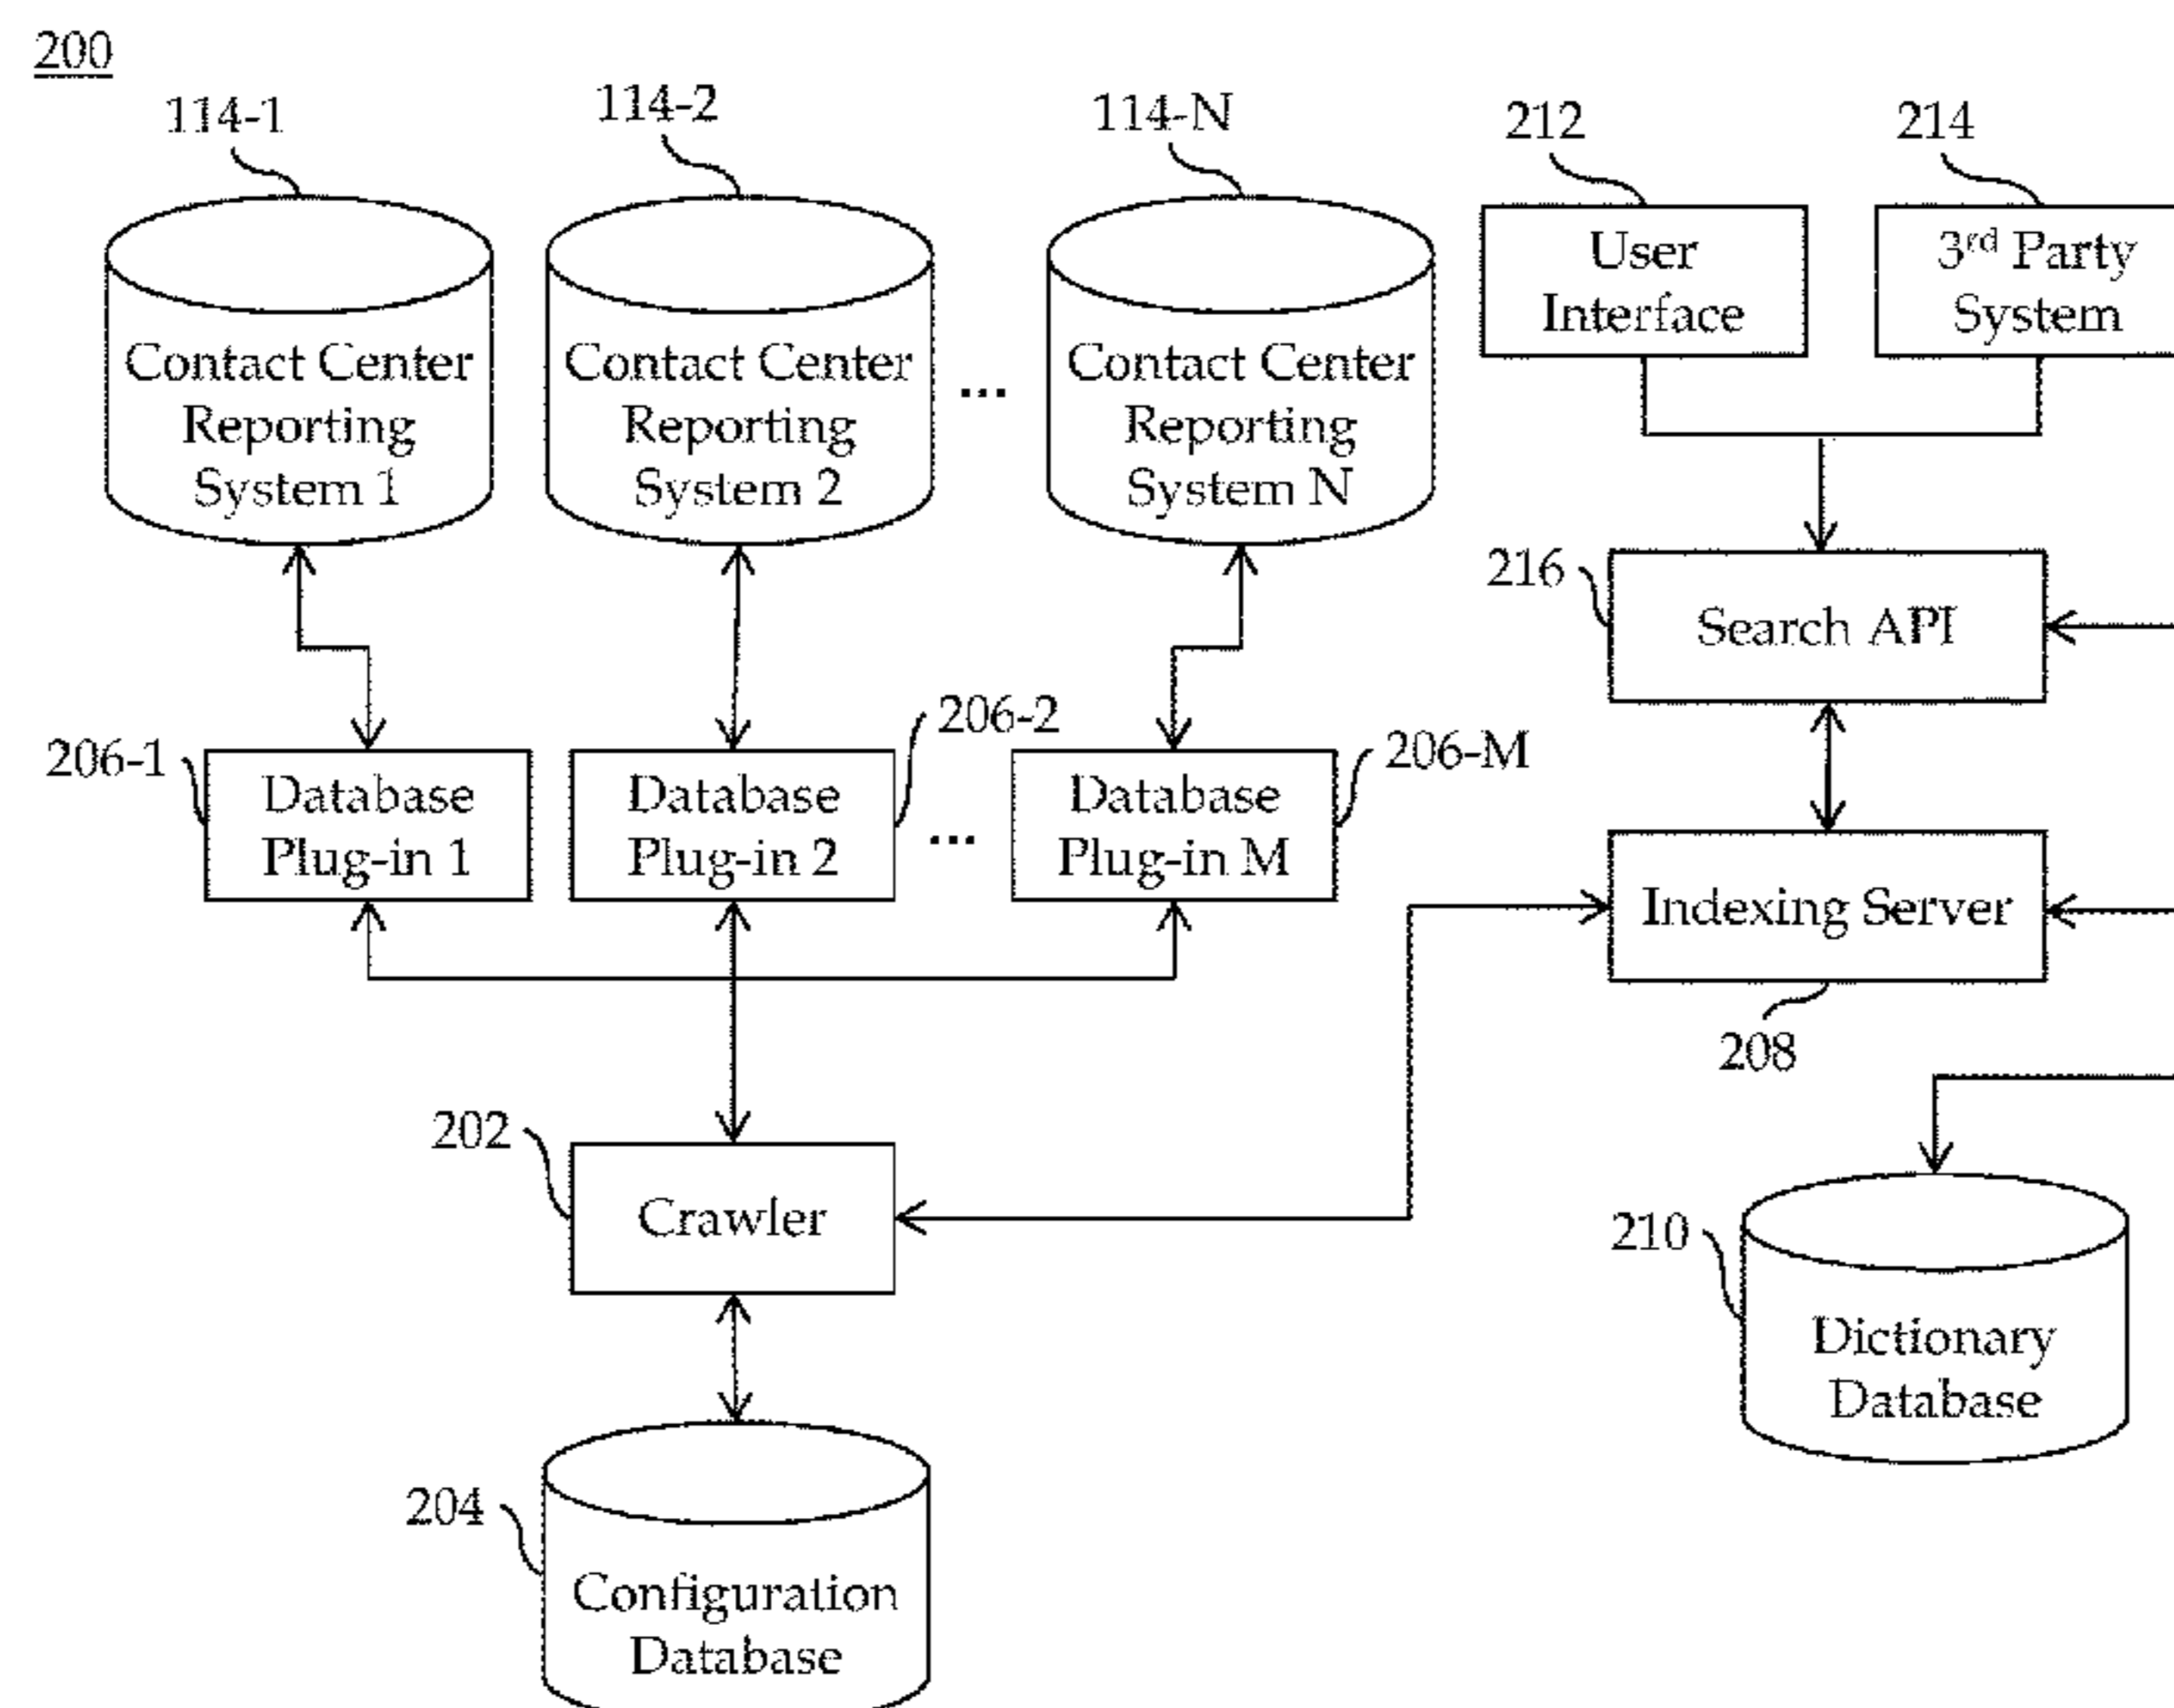 200
114-1
114-2
114-N
212
214
Contact Center
Reporting
System 1
Contact Center
Reporting
System 2
...
Contact Center
Reporting
System N
User
Interface
3rd Party
System
216
Search API
206-1
Database
Plug-in 1
Database
Plug-in 2
206-2
...
Database
Plug-in M
206-M
Indexing Server
208
202
Crawler
210
Dictionary
Database
204
Configuration
Database